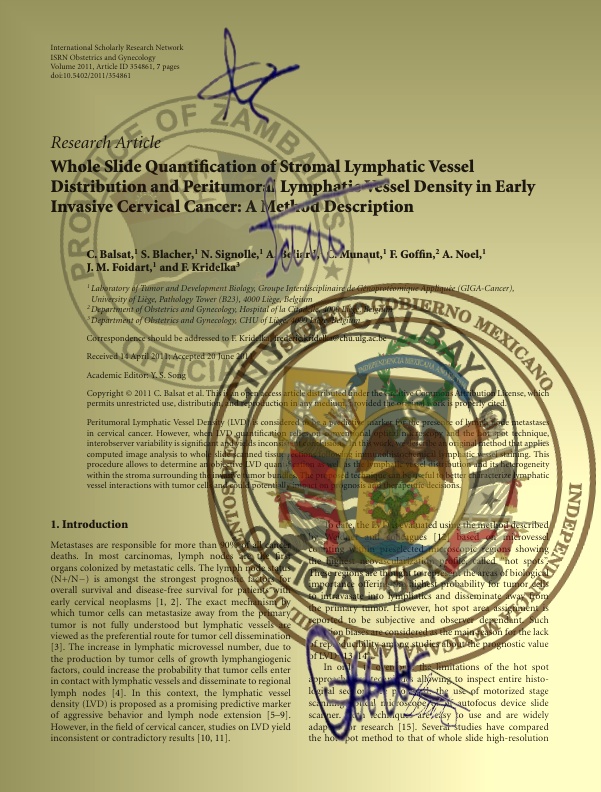 International Scholarly Research Network
ISRN Obstetrics and Gynecology
Volume 2011, Article ID 354861, 7 pages
doi:10.5402/2011/354861
Research Article
Whole Slide Quantification of Stromal Lymphatic Vessel
Distribution and Peritumoral Lymphatic Vessel Density in Early
Invasive Cervical Cancer: A Method Description
C. Balsat,1 S. Blacher,1 N. Signolle,1 A. Beliard, C. Munaut,1 F. Goffin,2 A. Noel,1
J. M. Foidart,1 and F. Kridelka3
1 Laboratory of Tumor and Development Biology, Groupe Interdisciplinaire de Génoprotéomique Appliquée (GIGA-Cancer),
University of Liège, Pathology Tower (B23), 4000 Liège, Belgium
2 Department of Obstetrics and Gynecology, Hospital of la Citadelle, 4000 Liège, Belgium
3 Department of Obstetrics and Gynecology, CHU of Liège, 4000 Liège, Belgium
Correspondence should be addressed to F. Kridelka, frederic.kridelka@chu.ulg.ac.be
Received 14 April 2011; Accepted 20 June 2011
Academic Editor: Y. S. Song
Copyright © 2011 C. Balsat et al. This is an open access article distributed under the Creative Commons Attribution License, which
permits unrestricted use, distribution, and reproduction in any medium, provided the original work is properly cited.
Peritumoral Lymphatic Vessel Density (LVD) is considered to be a predictive marker for the presence of lymph node metastases
in cervical cancer. However, when LVD quantification relies on conventional optical microscopy and the hot spot technique,
interobserver variability is significant and yields inconsistent conclusions. In this work, we describe an original method that applies
computed image analysis to whole slide scanned tissue sections following immunohistochemical lymphatic vessel staining. This
procedure allows to determine an objective LVD quantification as well as the lymphatic vessel distribution and its heterogeneity
within the stroma surrounding the invasive tumor bundles. The proposed technique can be useful to better characterize lymphatic
vessel interactions with tumor cells and could potentially impact on prognosis and therapeutic decisions.
1. Introduction
Metastases are responsible for more than 90% of all cancer
deaths. In most carcinomas, lymph nodes are the first
organs colonized by metastatic cells. The lymph node status
(N+/N−) is amongst the strongest prognostic factors for
overall survival and disease-free survival for patients with
early cervical neoplasms [1, 2]. The exact mechanism by
which tumor cells can metastasize away from the primary
tumor is not fully understood but lymphatic vessels are
viewed as the preferential route for tumor cell dissemination
[3]. The increase in lymphatic microvessel number, due to
the production by tumor cells of growth lymphangiogenic
factors, could increase the probability that tumor cells enter
in contact with lymphatic vessels and disseminate to regional
lymph nodes [4]. In this context, the lymphatic vessel
density (LVD) is proposed as a promising predictive marker
of aggressive behavior and lymph node extension [5–9].
However, in the field of cervical cancer, studies on LVD yield
inconsistent or contradictory results [10, 11].
To date, the LVD is evaluated using the method described
by and colleagues [12] based on microvessel
counting within preselected microscopic regions showing
the highest neovascularization profile, called "hot spots".
These regions are thought to represent the areas of biological
importance offering the highest probability for tumor cells
to intravasate into lymphatics and disseminate away from
the primary tumor. However, hot spot area assignment is
reported to be subjective and observer dependant. Such
selection biases are considered as the main reason for the lack
of reproducibility among studies about the prognostic value
of LVD [13, 14].
In order to overcome the limitations of the hot spot
approach, techniques allowing to inspect entire histo-
logical sections the use of motorized stage
scanning optical microscope or autofocus device slide
scanner. Such techniques are easy to use and are widely
adapted for research [15]. Several studies have compared
the hot spot method to that of whole slide high-resolution
PROVINCE OF ZAMBALES
OFFICIAL
CALBAYOG
GOBIERNO MEXICANO
INDEPENDENCIA MEXICANA
INDEPENDIENTE